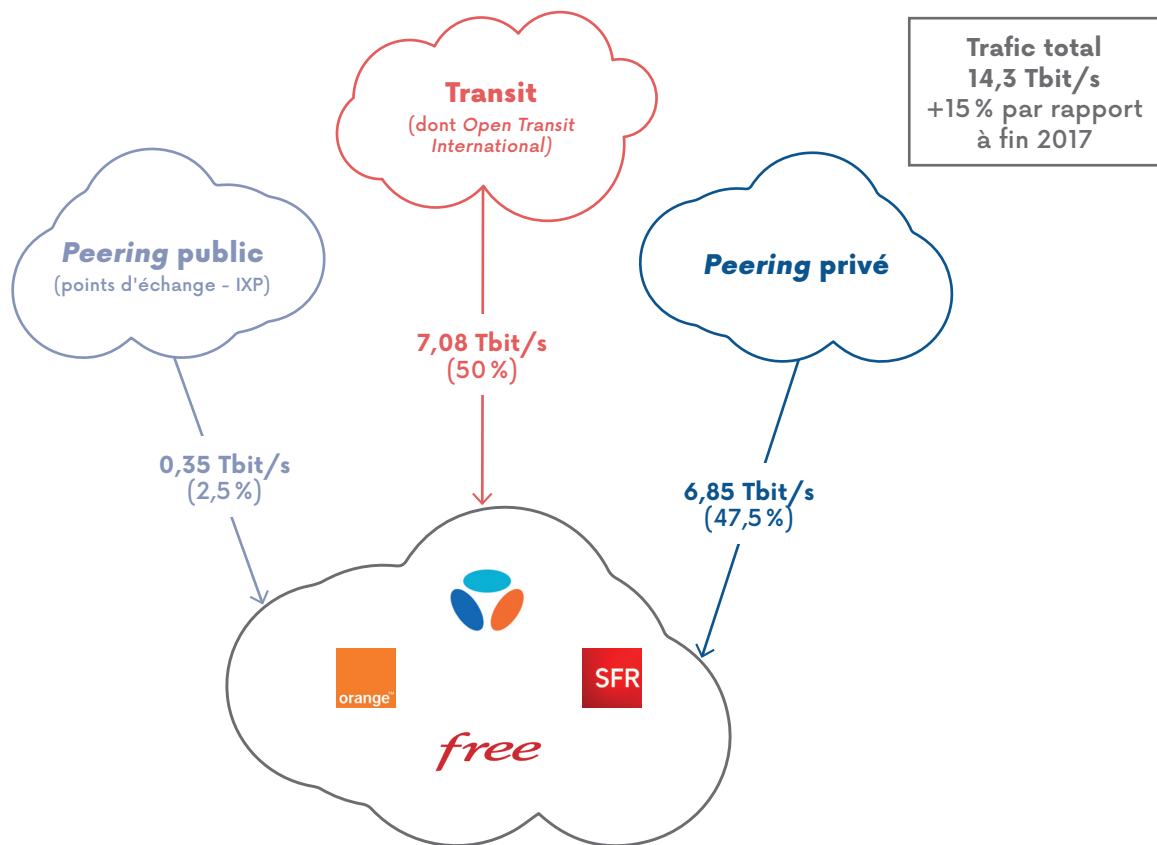 Transit
(dont Open Transit
International)
Trafic total
14,3 Tbit/s
+15 % par rapport
à fin 2017
Peering public
(points d'échange - IXP)
Peering privé
7,08 Tbit/s
(50 %)
0,35 Tbit/s
(2,5 %)
6,85 Tbit/s
(47,5 %)
orange™
SFR
free